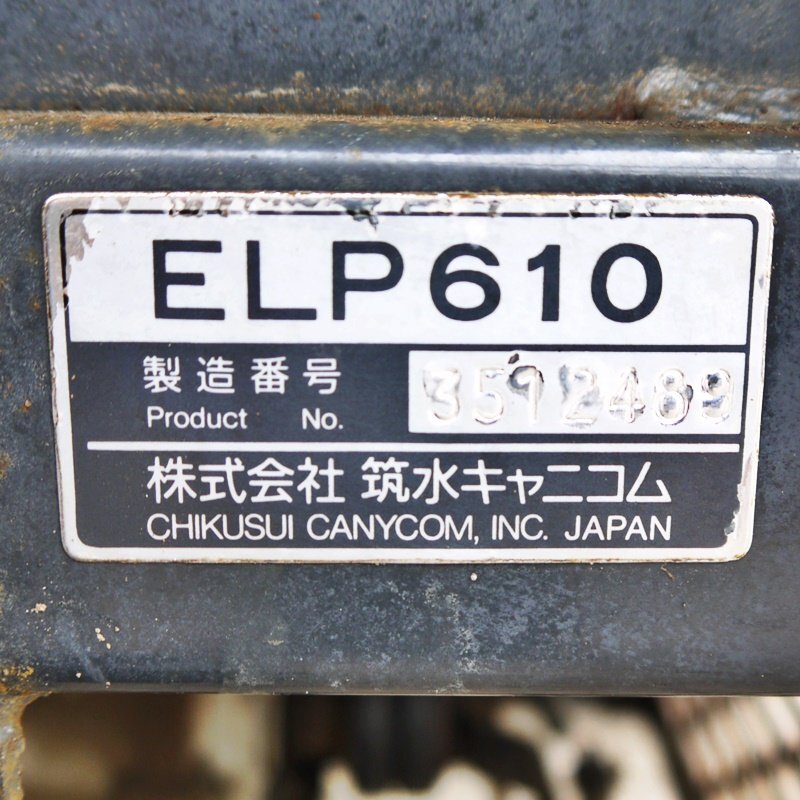 ELP610
製造番号
Product No. 3512489
株式会社 筑水キャニコム
CHIKUSUI CANYCOM, INC. JAPAN